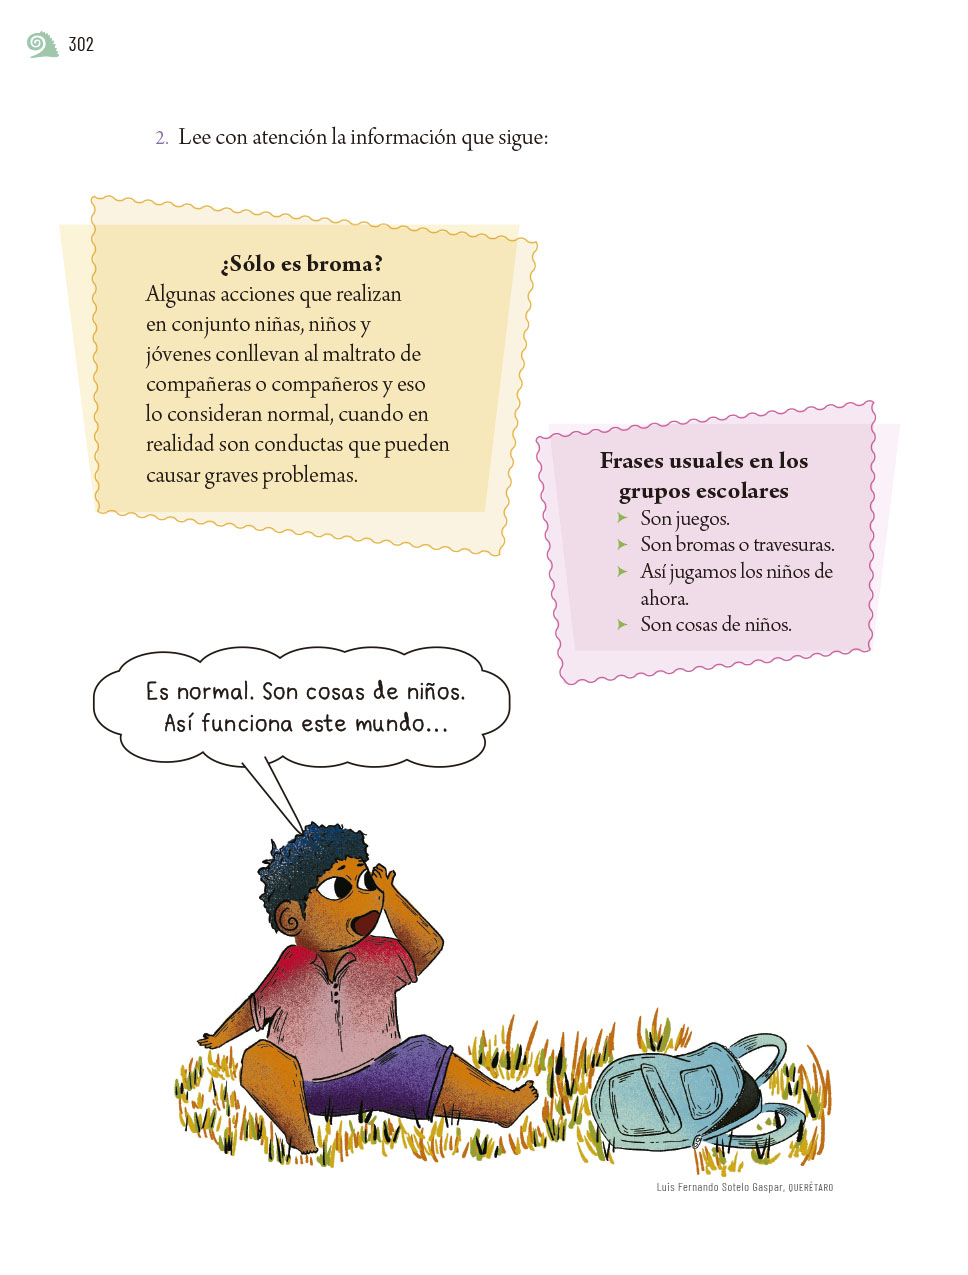 302
2. Lee con atención la información que sigue:
¿Sólo es broma?
Algunas acciones que realizan
en conjunto niñas, niños y
jóvenes conllevan al maltrato de
compañeras o compañeros y eso
lo consideran normal, cuando en
realidad son conductas que pueden
causar graves problemas.
Frases usuales en los
grupos escolares
➤ Son juegos.
➤ Son bromas o travesuras.
➤ Así jugamos los niños de
ahora.
➤ Son cosas de niños.
Es normal. Son cosas de niños.
Así funciona este mundo...
Luis Fernando Sotelo Gaspar, QUERÉTARO